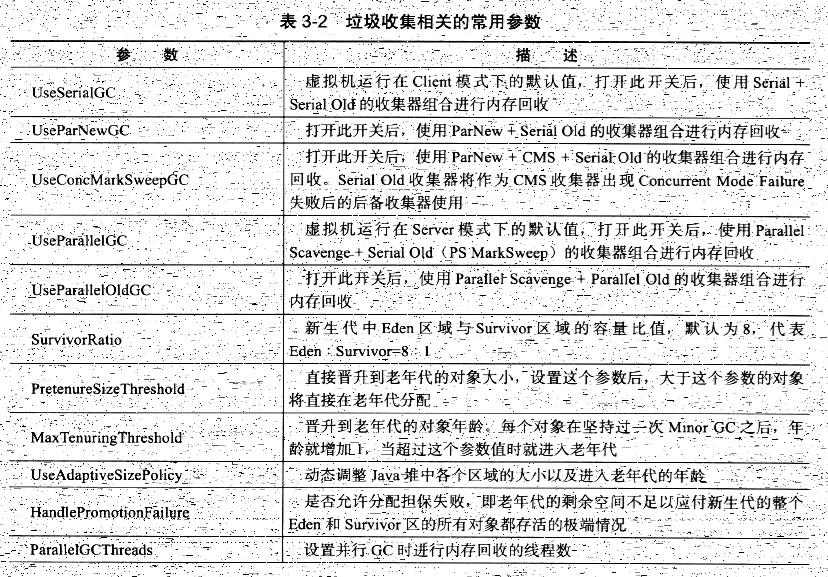 表 3-2 垃圾收集相关的常用参数
参 数
描 述
UseSerialGC
虚拟机运行在 Client 模式下的默认值，打开此开关后，使用 Serial +
Serial Old 的收集器组合进行内存回收
UseParNewGC
打开此开关后，使用 ParNew + Serial Old 的收集器组合进行内存回收
UseConcMarkSweepGC
打开此开关后，使用 ParNew + CMS + Serial Old 的收集器组合进行内存
回收。Serial Old 收集器将作为 CMS 收集器出现 Concurrent Mode Failure
失败后的后备收集器使用
UseParallelGC
虚拟机运行在 Server 模式下的默认值，打开此开关后，使用 Parallel
Scavenge + Serial Old（PS MarkSweep）的收集器组合进行内存回收
UseParallelOldGC
打开此开关后，使用 Parallel Scavenge + Parallel Old 的收集器组合进行
内存回收
SurvivorRatio
新生代中 Eden 区域与 Survivor 区域的容量比值，默认为 8，代表
Eden : Survivor=8 : 1
PretenureSizeThreshold
直接晋升到老年代的对象大小，设置这个参数后，大于这个参数的对象
将直接在老年代分配
MaxTenuringThreshold
晋升到老年代的对象年龄。每个对象在坚持过一次 Minor GC 之后，年
龄就增加 1，当超过这个参数值时就进入老年代
UseAdaptiveSizePolicy
动态调整 Java 堆中各个区域的大小以及进入老年代的年龄
HandlePromotionFailure
是否允许分配担保失败，即老年代的剩余空间不足以应付新生代的整个
Eden 和 Survivor 区的所有对象都存活的极端情况
ParallelGCThreads
设置并行 GC 时进行内存回收的线程数